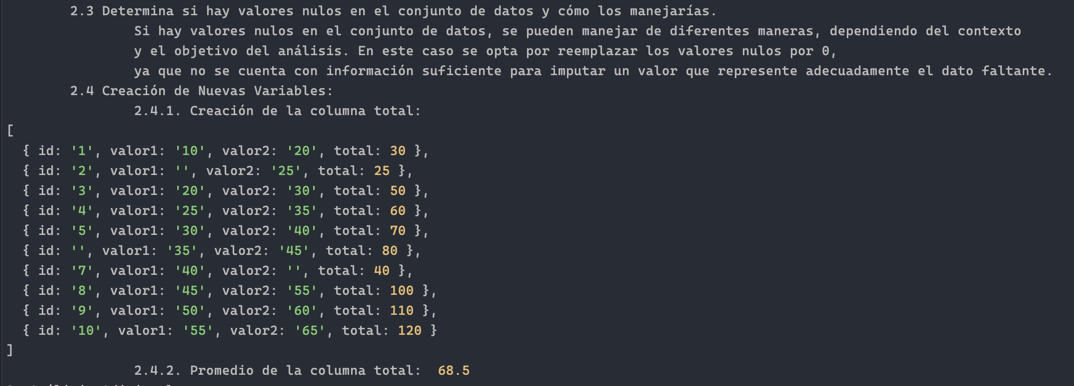 2.3 Determina si hay valores nulos en el conjunto de datos y cómo los manejarías.
Si hay valores nulos en el conjunto de datos, se pueden manejar de diferentes maneras, dependiendo del contexto
y el objetivo del análisis. En este caso se opta por reemplazar los valores nulos por 0,
ya que no se cuenta con información suficiente para imputar un valor que represente adecuadamente el dato faltante.
2.4 Creación de Nuevas Variables:
2.4.1. Creación de la columna total:
[
{ id: '1', valor1: '10', valor2: '20', total: 30 },
{ id: '2', valor1: '', valor2: '25', total: 25 },
{ id: '3', valor1: '20', valor2: '30', total: 50 },
{ id: '4', valor1: '25', valor2: '35', total: 60 },
{ id: '5', valor1: '30', valor2: '40', total: 70 },
{ id: '', valor1: '35', valor2: '45', total: 80 },
{ id: '7', valor1: '40', valor2: '', total: 40 },
{ id: '8', valor1: '45', valor2: '55', total: 100 },
{ id: '9', valor1: '50', valor2: '60', total: 110 },
{ id: '10', valor1: '55', valor2: '65', total: 120 }
]
2.4.2. Promedio de la columna total: 68.5